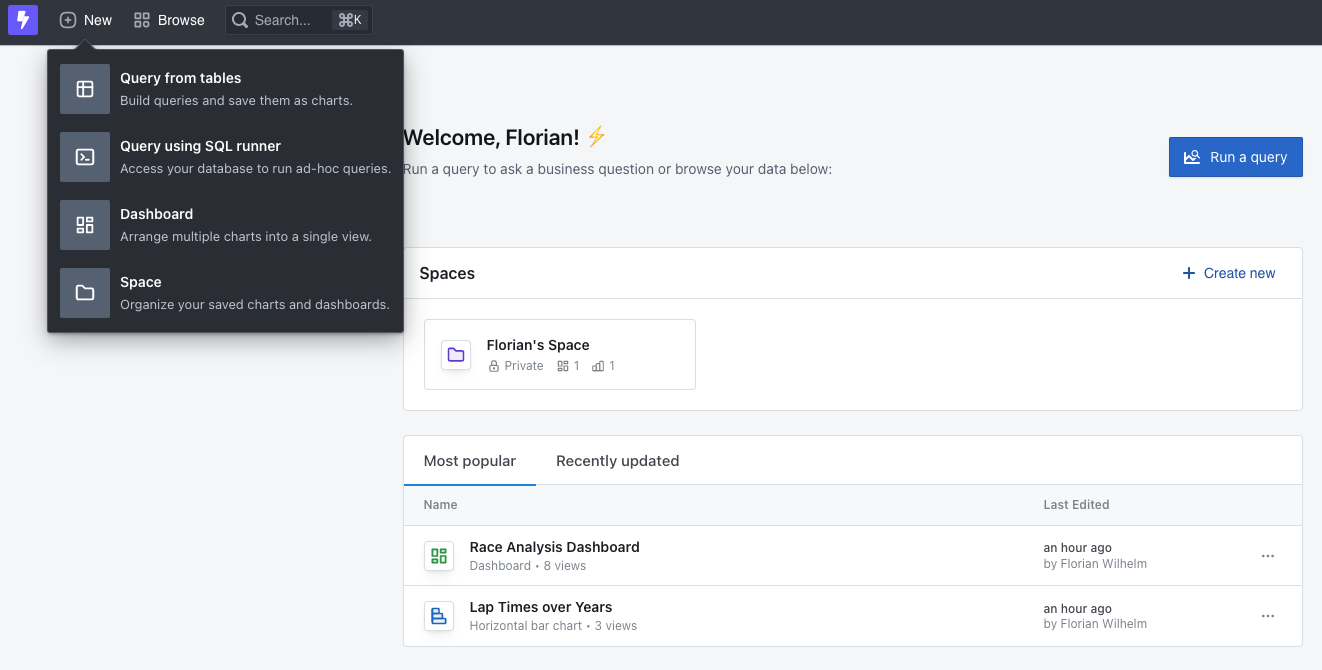 New
Browse
Search...
⌘K
Query from tables
Build queries and save them as charts.
Query using SQL runner
Access your database to run ad-hoc queries.
Dashboard
Arrange multiple charts into a single view.
Space
Organize your saved charts and dashboards.
Welcome, Florian! ⚡
Run a query to ask a business question or browse your data below:
Run a query
Spaces
Create new
Florian's Space
Private 1 1
Most popular
Recently updated
Name
Last Edited
Race Analysis Dashboard
Dashboard • 8 views
an hour ago
by Florian Wilhelm
Lap Times over Years
Horizontal bar chart • 3 views
an hour ago
by Florian Wilhelm